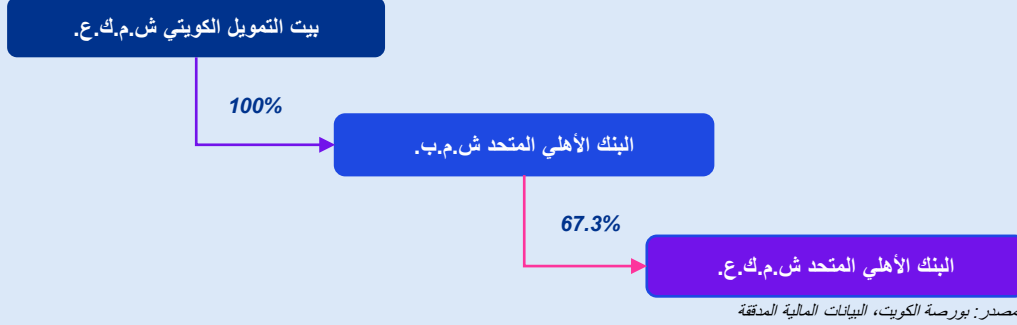 بيت التمويل الكويتي ش.م.ك.ع.
100%
البنك الأهلي المتحد ش.م.ب.
67.3%
البنك الأهلي المتحد ش.م.ك.ع.
مصدر: بورصة الكويت، البيانات المالية المدققة